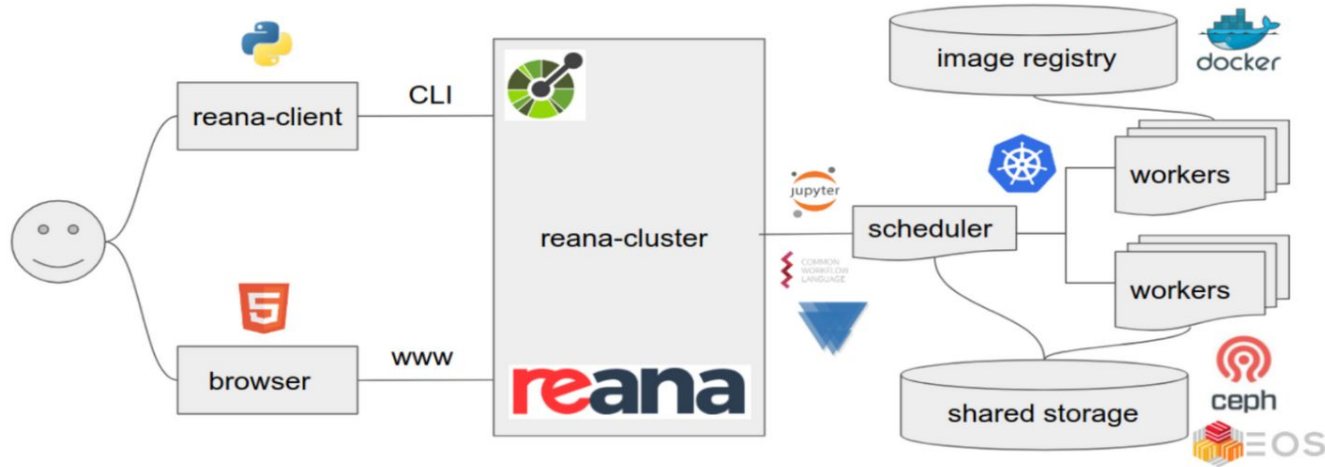 reana-client
CLI
browser
www
reana-cluster
reana
jupyter
COMMON
WORKFLOW
LANGUAGE
scheduler
image registry
docker
workers
workers
shared storage
ceph
EOS